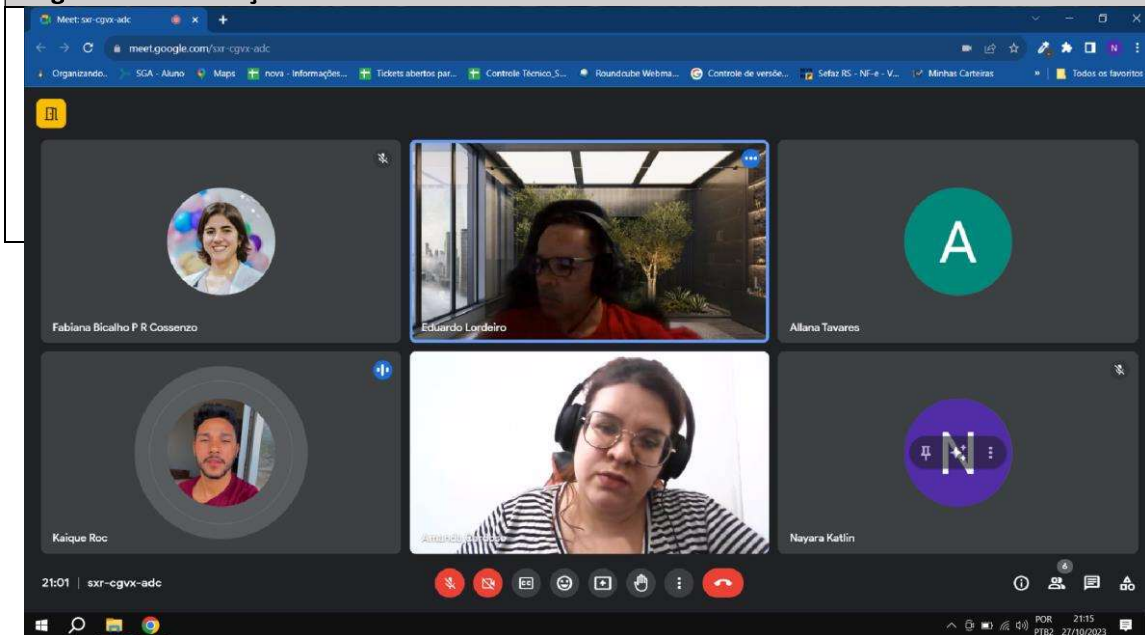 Meet: sxr-cgvx-adc
meet.google.com/sxr-cgvx-adc
Organizando..
SGA - Aluno
Maps
nova - Informações...
Tickets abertos par...
Controle Técnico_S...
Roundcube Webma...
Controle de versõe...
Sefaz RS - NF-e - V...
Minhas Carteiras
»
Todos os favoritos
N
Fabiana Bicalho P R Cossenzo
Eduardo Lordeiro
A
Allana Tavares
Kaique Roc
Amanda Cardoso
N
Nayara Katlin
21:01 | sxr-cgvx-adc
CC
6
POR 21:15
PTB2 27/10/2023